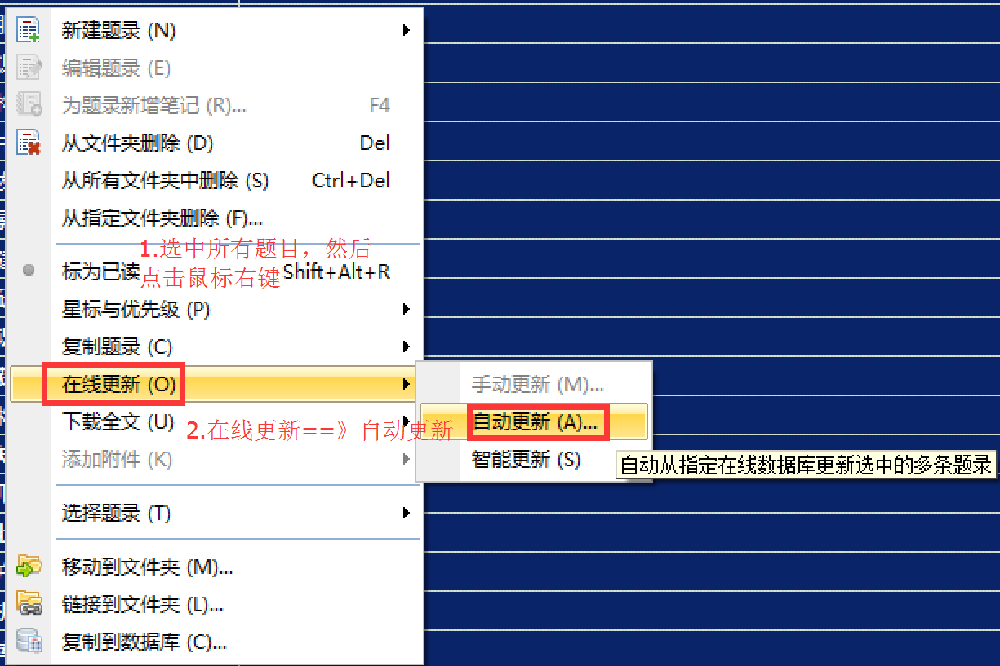 新建题录 (N)
编辑题录 (E)
为题录新增笔记 (R)... F4
从文件夹删除 (D) Del
从所有文件夹中删除 (S) Ctrl+Del
从指定文件夹删除 (F)...
1.选中所有题目，然后
点击鼠标右键
标为已读 Shift+Alt+R
星标与优先级 (P)
复制题录 (C)
在线更新 (O)
手动更新 (M)...
下载全文 (U)
2.在线更新==》自动更新
自动更新 (A)...
添加附件 (K)
智能更新 (S)
自动从指定在线数据库更新选中的多条题录
选择题录 (T)
移动到文件夹 (M)...
链接到文件夹 (L)...
复制到数据库 (C)...